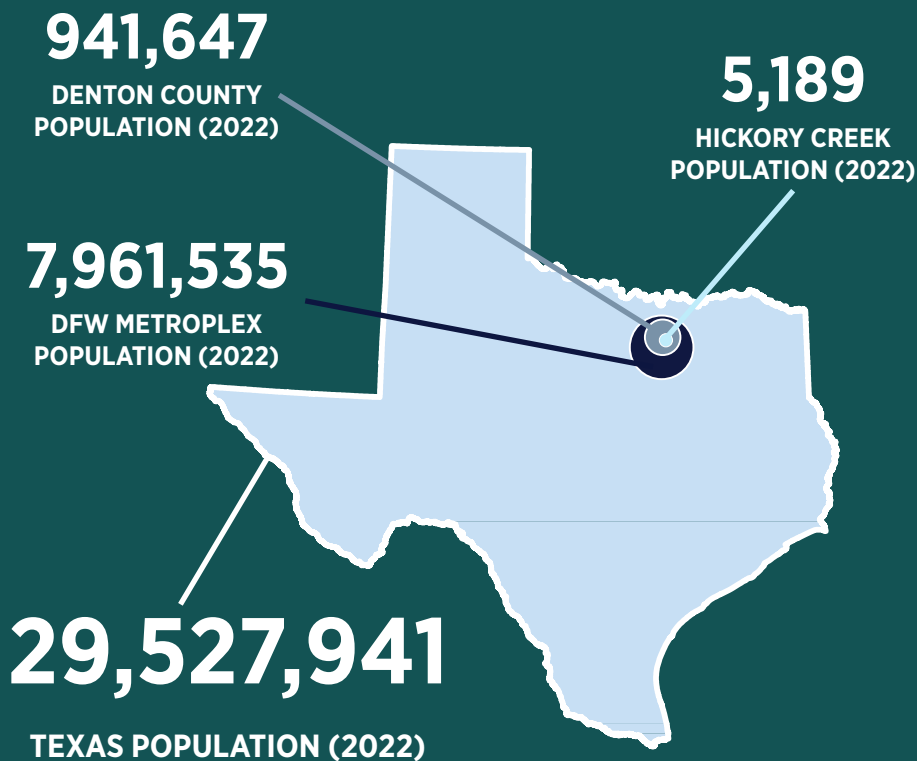 941,647
DENTON COUNTY
POPULATION (2022)
5,189
HICKORY CREEK
POPULATION (2022)
7,961,535
DFW METROPLEX
POPULATION (2022)
29,527,941
TEXAS POPULATION (2022)